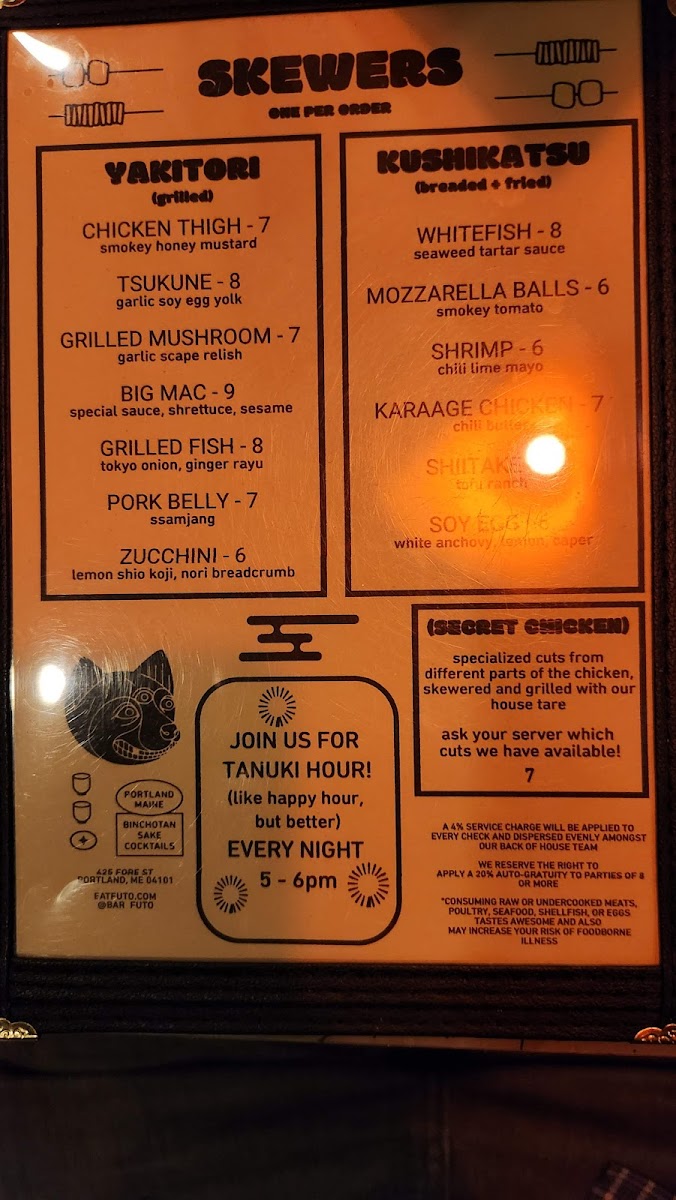 SKEWERS
ONE PER ORDER
YAKITORI
(grilled)
CHICKEN THIGH - 7
smokey honey mustard
TSUKUNE - 8
garlic soy egg yolk
GRILLED MUSHROOM - 7
garlic scape relish
BIG MAC - 9
special sauce, shrettuce, sesame
GRILLED FISH - 8
tokyo onion, ginger rayu
PORK BELLY - 7
ssamjang
ZUCCHINI - 6
lemon shio koji, nori breadcrumb
KUSHIKATSU
(breaded + fried)
WHITEFISH - 8
seaweed tartar sauce
MOZZARELLA BALLS - 6
smokey tomato
SHRIMP - 6
chili lime mayo
KARAAGE CHICKEN - 7
chili butter
SHIITAKE
tofu ranch
SOY EGG - 6
white anchovy, lemon, caper
(SECRET CHICKEN)
specialized cuts from
different parts of the chicken,
skewered and grilled with our
house tare
ask your server which
cuts we have available!
7
JOIN US FOR
TANUKI HOUR!
(like happy hour,
but better)
EVERY NIGHT
5 - 6pm
PORTLAND
MAINE
BINCHOTAN
SAKE
COCKTAILS
425 FORE ST
PORTLAND, ME 04101
EATFUTO.COM
@BAR_FUTO
A 4% SERVICE CHARGE WILL BE APPLIED TO
EVERY CHECK AND DISPERSED EVENLY AMONGST
OUR BACK OF HOUSE TEAM
WE RESERVE THE RIGHT TO
APPLY A 20% AUTO-GRATUITY TO PARTIES OF 8
OR MORE
*CONSUMING RAW OR UNDERCOOKED MEATS,
POULTRY, SEAFOOD, SHELLFISH, OR EGGS
TASTES AWESOME AND ALSO
MAY INCREASE YOUR RISK OF FOODBORNE
ILLNESS